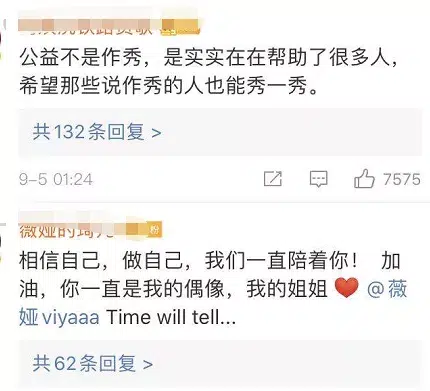 公益不是作秀，是实实在在帮助了很多人，
希望那些说作秀的人也能秀一秀。
共132条回复 >
9-5 01:24
7575
薇娅的
粉
相信自己，做自己，我们一直陪着你！ 加
油，你一直是我的偶像，我的姐姐❤️@薇
娅viyaaa Time will tell...
共62条回复 >